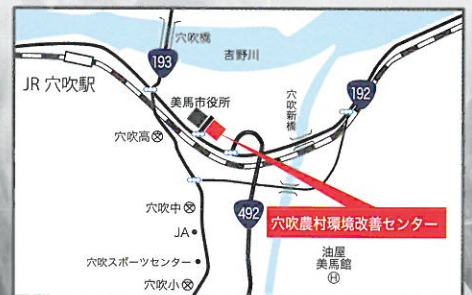 穴吹橋
吉野川
193
JR 穴吹駅
192
美馬市役所
穴吹新橋
穴吹高
穴吹農村環境改善センター
穴吹中
492
JA
油屋
美馬館
H
穴吹スポーツセンター
穴吹小